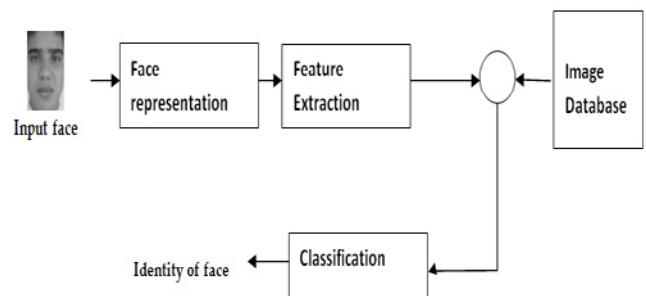 Input face
Face
representation
Feature
Extraction
Image
Database
Classification
Identity of face